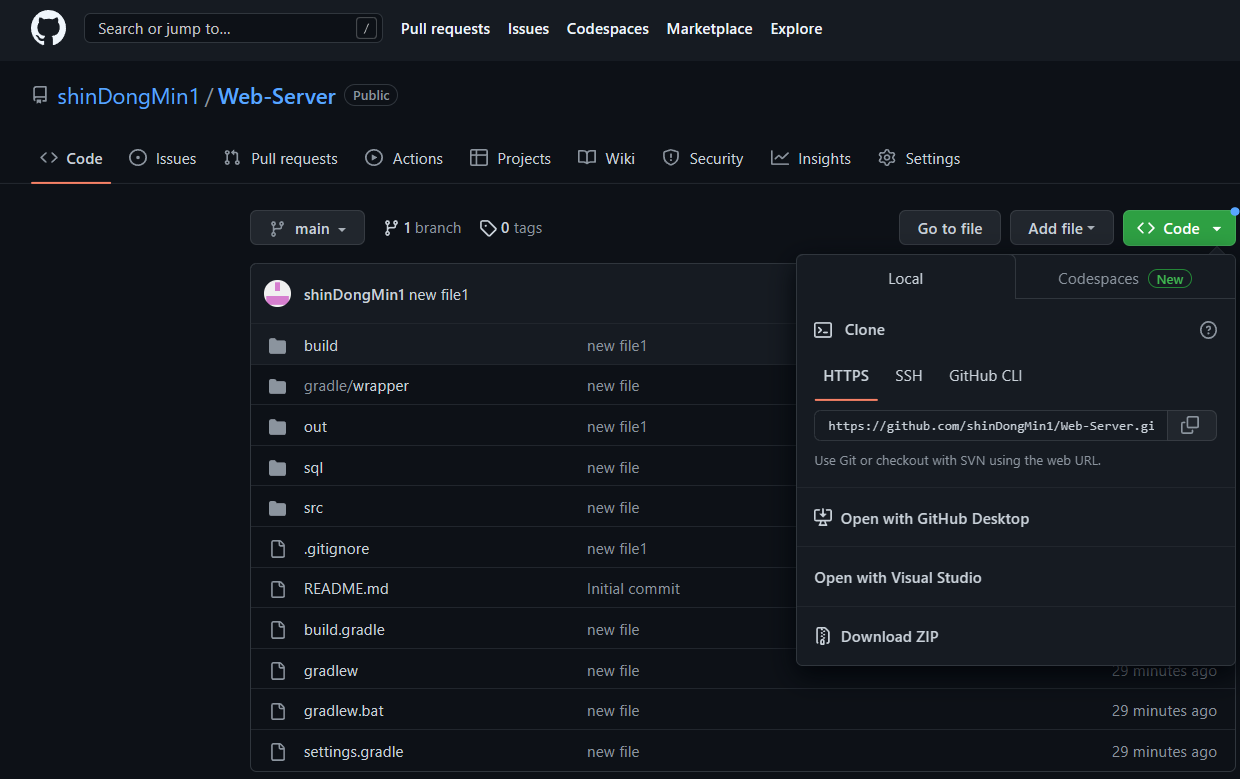 Search or jump to... /
Pull requests Issues Codespaces Marketplace Explore
shinDongMin1 / Web-Server Public
Code Issues Pull requests Actions Projects Wiki Security Insights Settings
main 1 branch 0 tags Go to file Add file Code
shinDongMin1 new file1
build new file1
gradle/wrapper new file
out new file1
sql new file
src new file
.gitignore new file1
README.md Initial commit
build.gradle new file
gradlew new file 29 minutes ago
gradlew.bat new file 29 minutes ago
settings.gradle new file 29 minutes ago
Local Codespaces New
Clone
HTTPS SSH GitHub CLI
https://github.com/shinDongMin1/Web-Server.gi
Use Git or checkout with SVN using the web URL.
Open with GitHub Desktop
Open with Visual Studio
Download ZIP